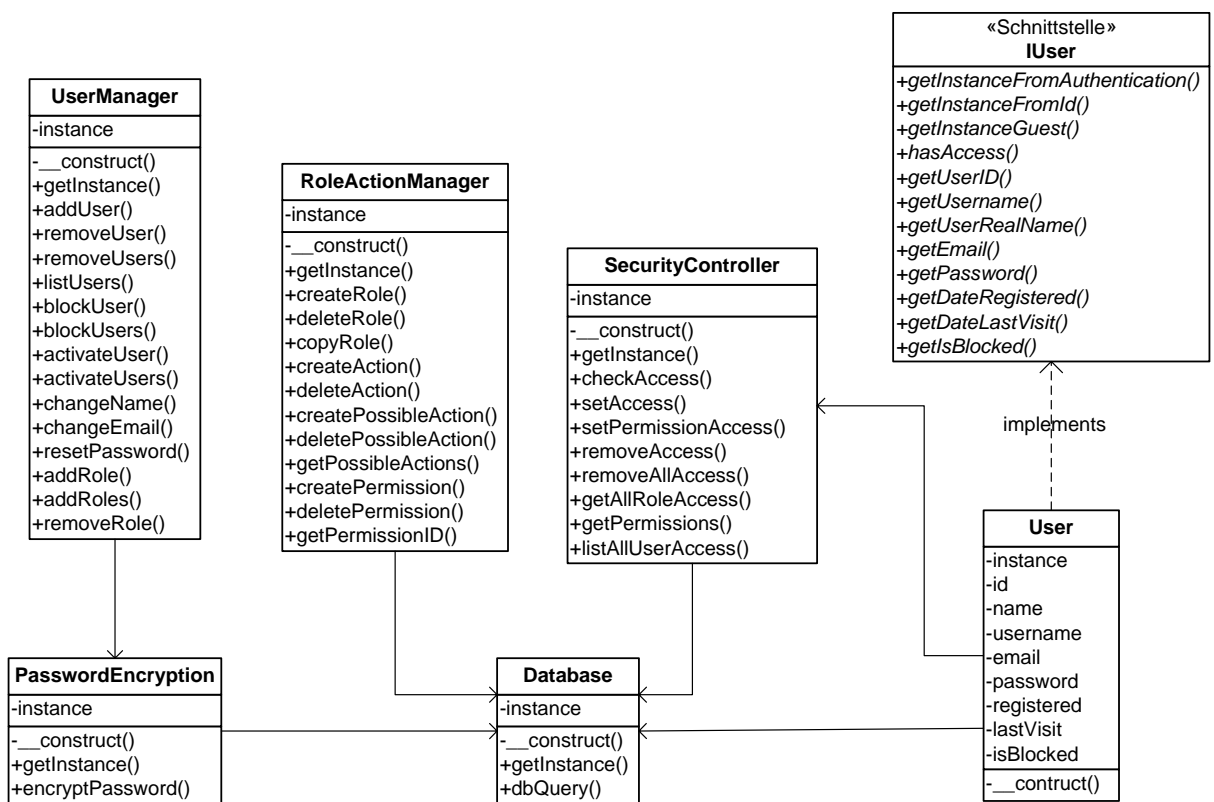 UserManager
-instance
-__construct()
+getInstance()
+addUser()
+removeUser()
+removeUsers()
+listUsers()
+blockUser()
+blockUsers()
+activateUser()
+activateUsers()
+changeName()
+changeEmail()
+resetPassword()
+addRole()
+addRoles()
+removeRole()
RoleActionManager
-instance
-__construct()
+getInstance()
+createRole()
+deleteRole()
+copyRole()
+createAction()
+deleteAction()
+createPossibleAction()
+deletePossibleAction()
+getPossibleActions()
+createPermission()
+deletePermission()
+getPermissionID()
SecurityController
-instance
-__construct()
+getInstance()
+checkAccess()
+setAccess()
+setPermissionAccess()
+removeAccess()
+removeAllAccess()
+getAllRoleAccess()
+getPermissions()
+listAllUserAccess()
«Schnittstelle»
IUser
+getInstanceFromAuthentication()
+getInstanceFromId()
+getInstanceGuest()
+hasAccess()
+getUserID()
+getUsername()
+getUserRealName()
+getEmail()
+getPassword()
+getDateRegistered()
+getDateLastVisit()
+getIsBlocked()
implements
PasswordEncryption
-instance
-__construct()
+getInstance()
+encryptPassword()
Database
-instance
-__construct()
+getInstance()
+dbQuery()
User
-instance
-id
-name
-username
-email
-password
-registered
-lastVisit
-isBlocked
-__contruct()